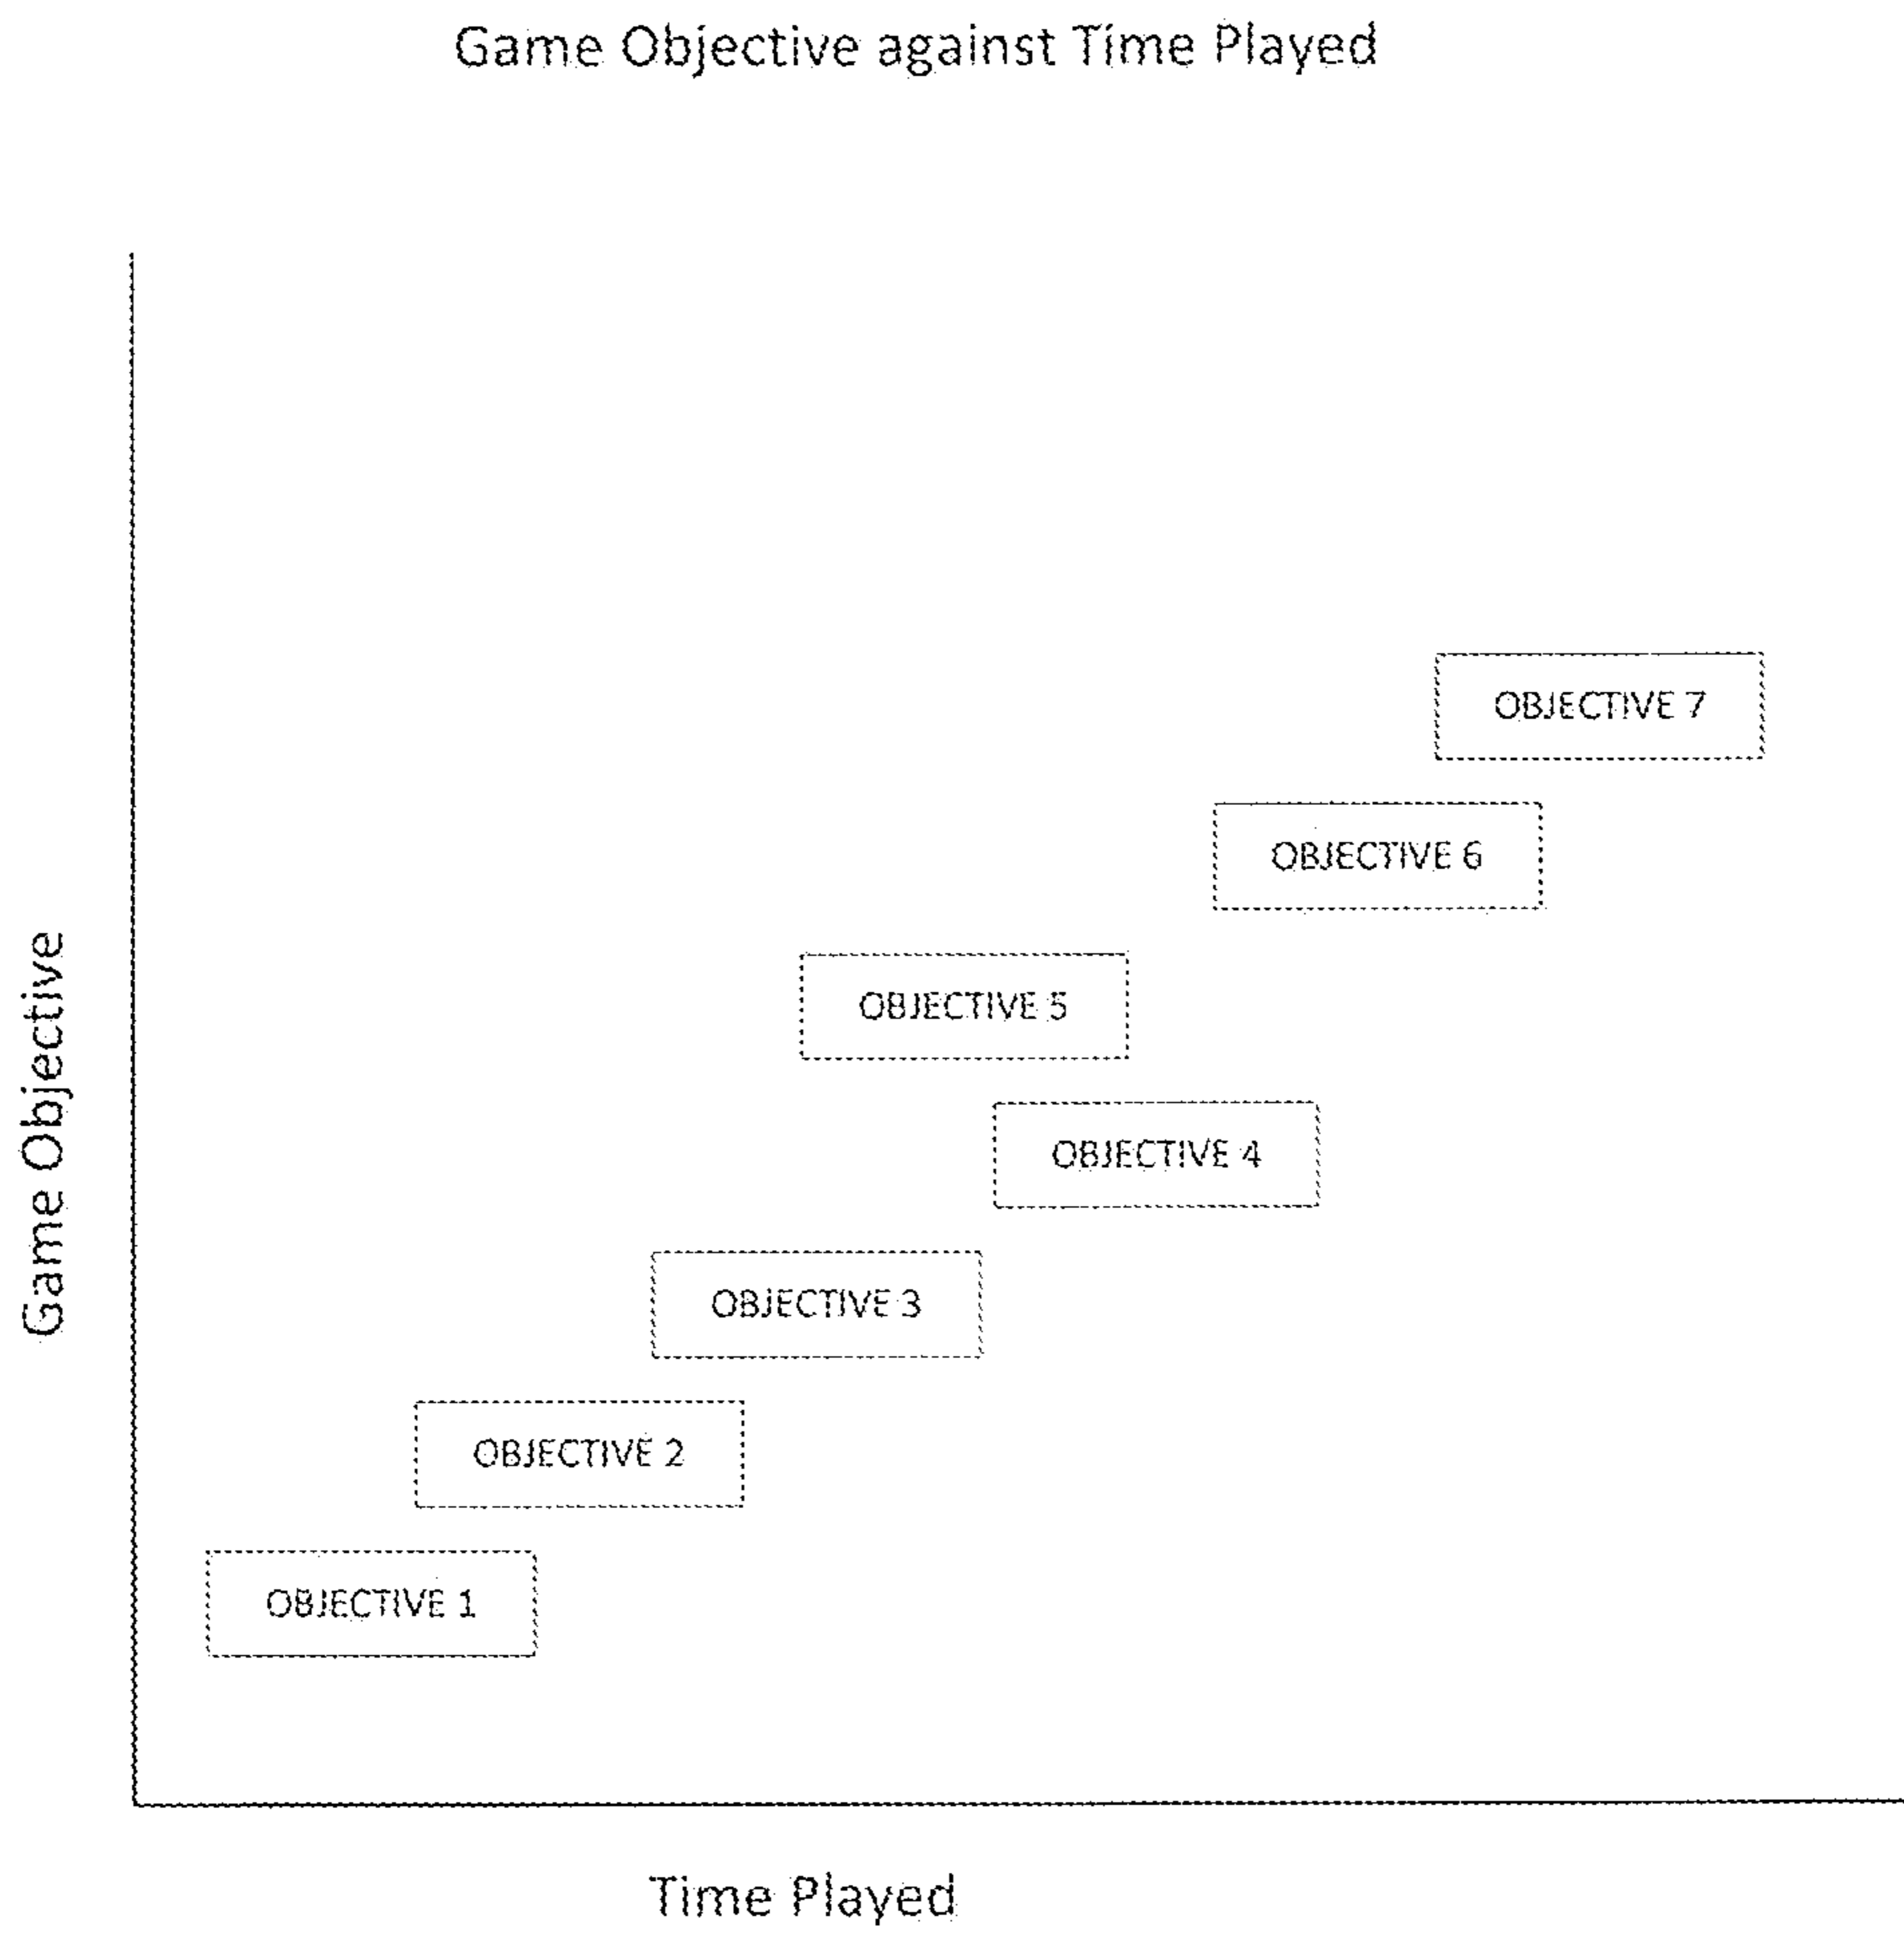 Game Objective against Time Played
OBJECTIVE 7
OBJECTIVE 6
OBJECTIVE 5
OBJECTIVE 4
OBJECTIVE 3
OBJECTIVE 2
OBJECTIVE 1
Game Objective
Time Played